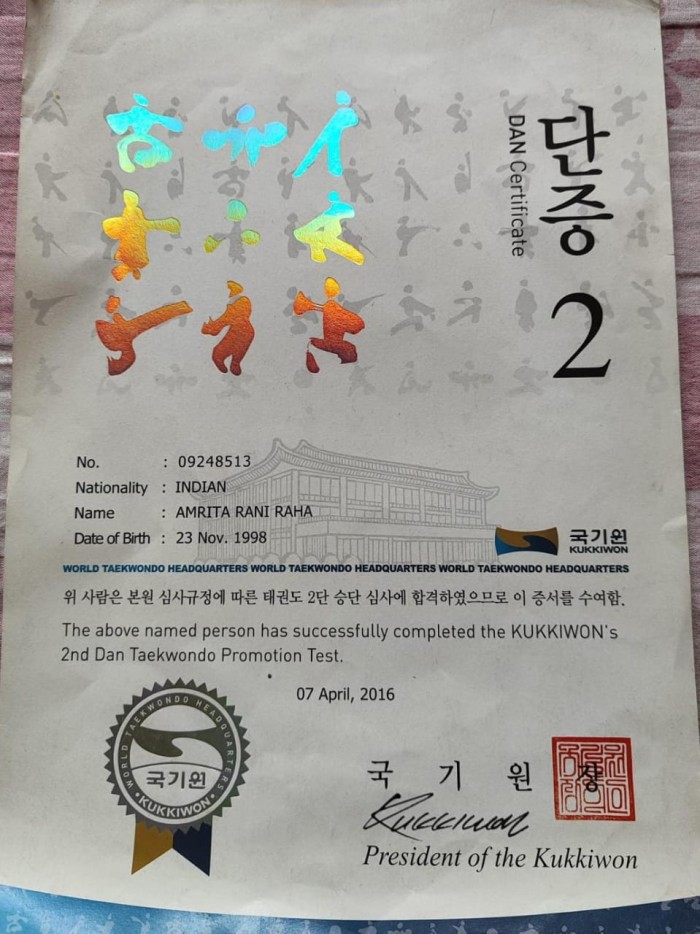 단증
DAN Certificate
2
No. : 09248513
Nationality : INDIAN
Name : AMRITA RANI RAHA
Date of Birth : 23 Nov. 1998
국기원
KUKKIWON
WORLD TAEKWONDO HEADQUARTERS WORLD TAEKWONDO HEADQUARTERS WORLD TAEKWONDO HEADQUARTERS
위 사람은 본원 심사규정에 따른 태권도 2단 승단 심사에 합격하였으므로 이 증서를 수여함.
The above named person has successfully completed the KUKKIWON's
2nd Dan Taekwondo Promotion Test.
07 April, 2016
WORLD TAEKWONDO HEADQUARTERS
국기원
KUKKIWON
국 기 원 장
Kukkiwon
President of the Kukkiwon